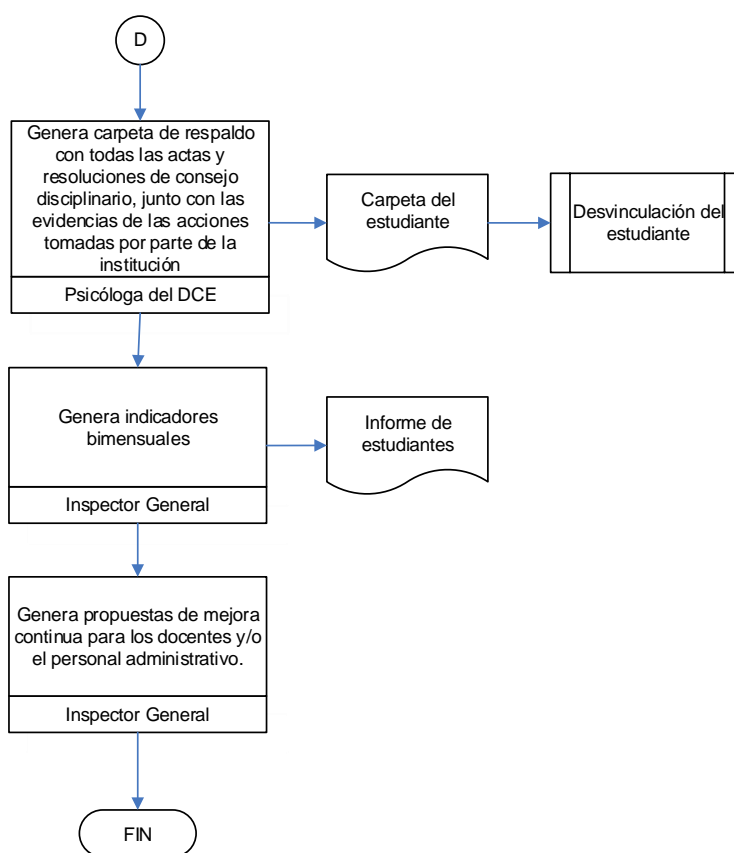 D
Genera carpeta de respaldo
con todas las actas y
resoluciones de consejo
disciplinario, junto con las
evidencias de las acciones
tomadas por parte de la
institución
Psicóloga del DCE
Carpeta del
estudiante
Desvinculación del
estudiante
Genera indicadores
bimensuales
Inspector General
Informe de
estudiantes
Genera propuestas de mejora
continua para los docentes y/o
el personal administrativo.
Inspector General
FIN